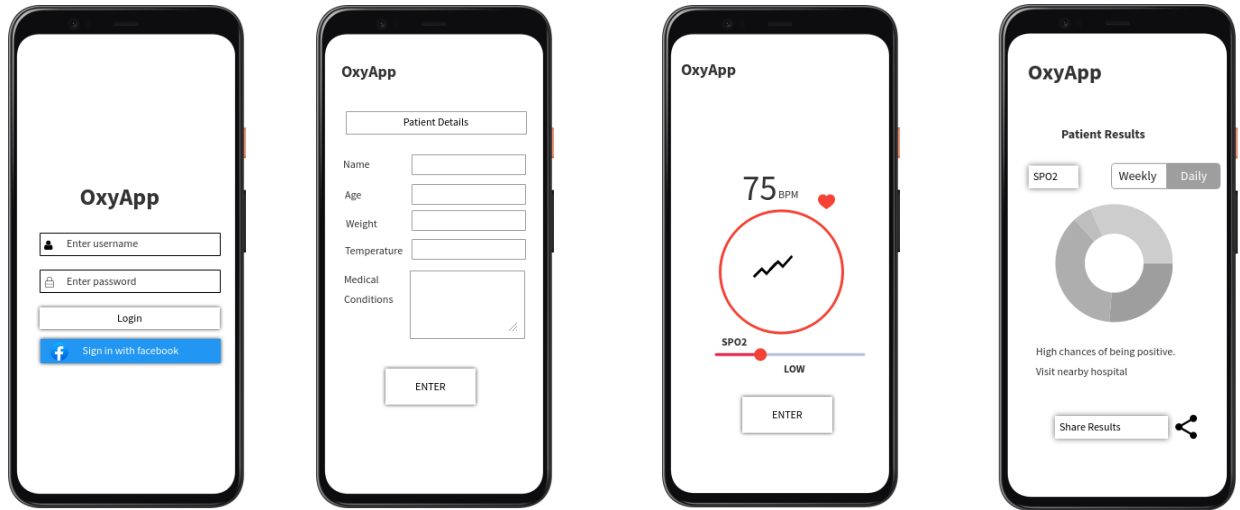 OxyApp
Enter username
Enter password
Login
Sign in with facebook
OxyApp
Patient Details
Name
Age
Weight
Temperature
Medical
Conditions
ENTER
OxyApp
75 BPM
SPO2
LOW
ENTER
OxyApp
Patient Results
SPO2
Weekly Daily
High chances of being positive.
Visit nearby hospital
Share Results